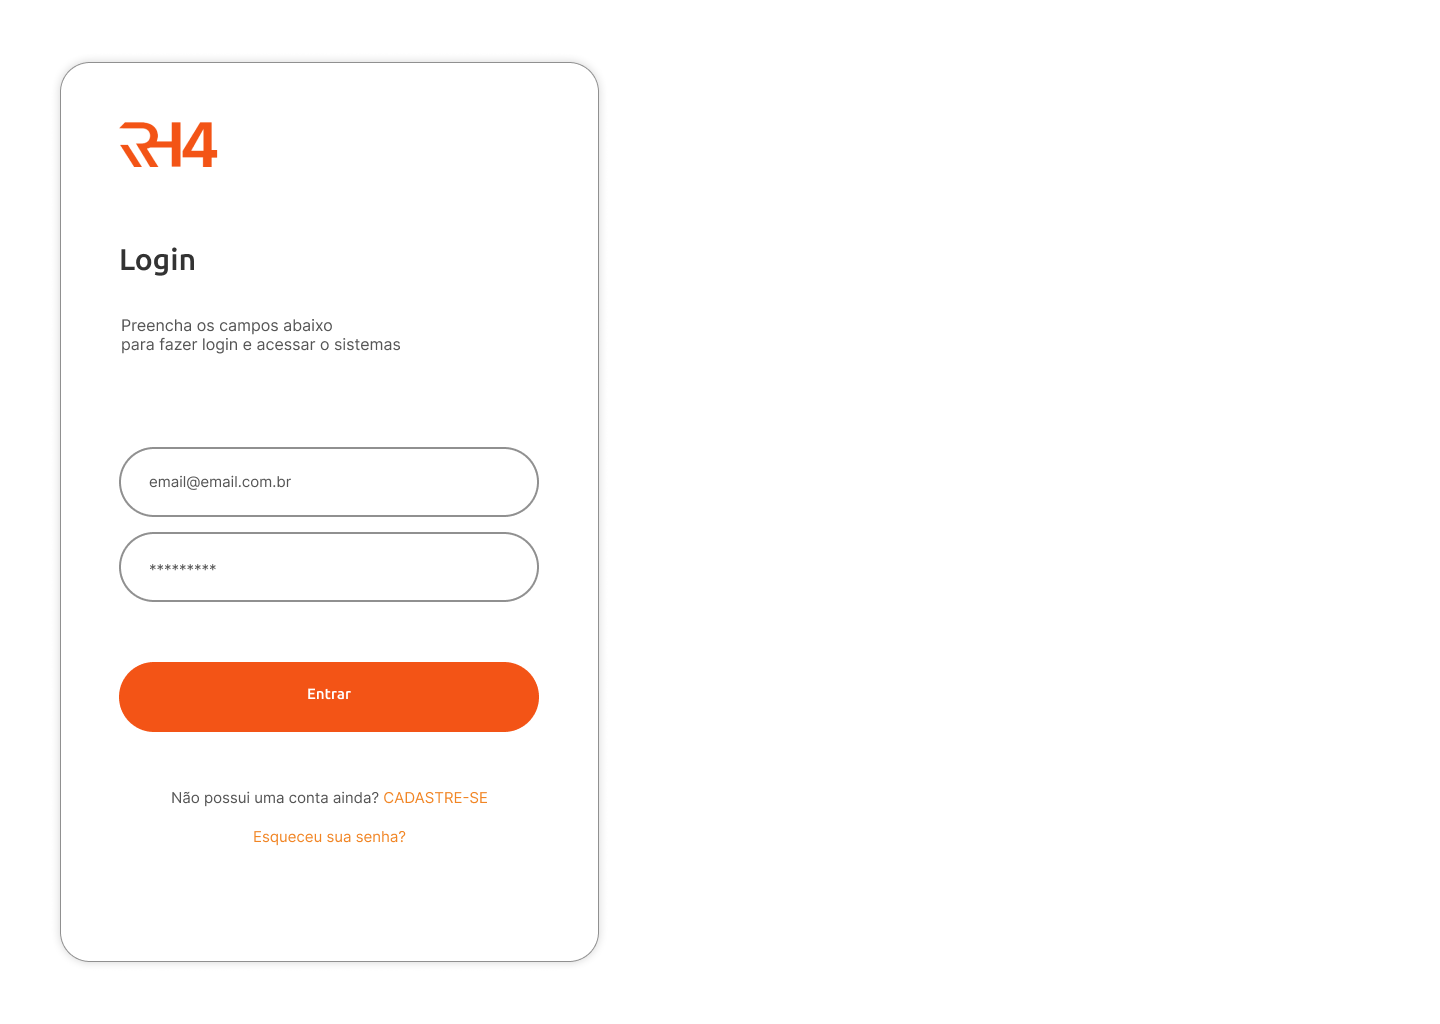 RH4
Login
Preencha os campos abaixo
para fazer login e acessar o sistemas
email@email.com.br
*********
Entrar
Não possui uma conta ainda? CADASTRE-SE
Esqueceu sua senha?